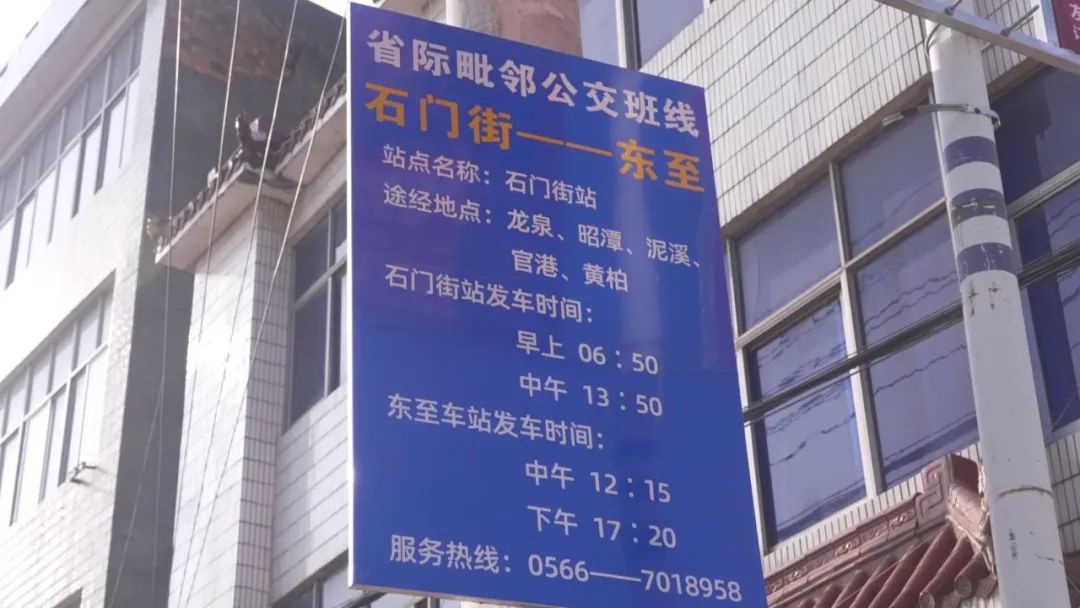 省际毗邻公交班线
石门街——东至
站点名称：石门街站
途经地点：龙泉、昭潭、泥溪、
官港、黄柏
石门街站发车时间：
早上 06：50
中午 13：50
东至车站发车时间：
中午 12：15
下午 17：20
服务热线：0566——7018958